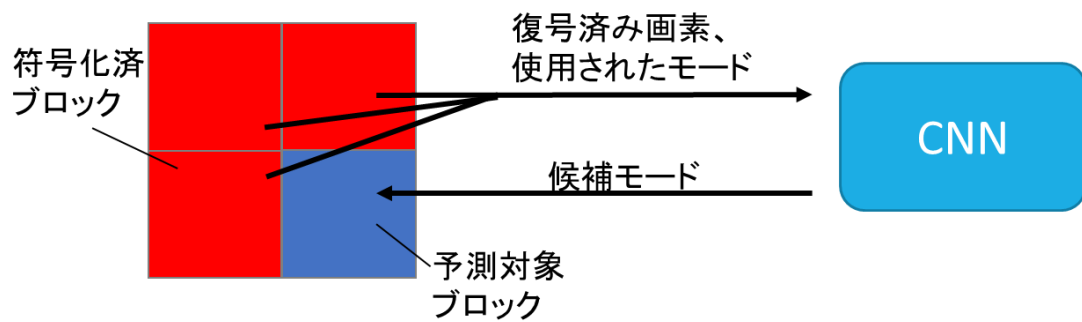 符号化済
ブロック
復号済み画素、
使用されたモード
CNN
候補モード
予測対象
ブロック